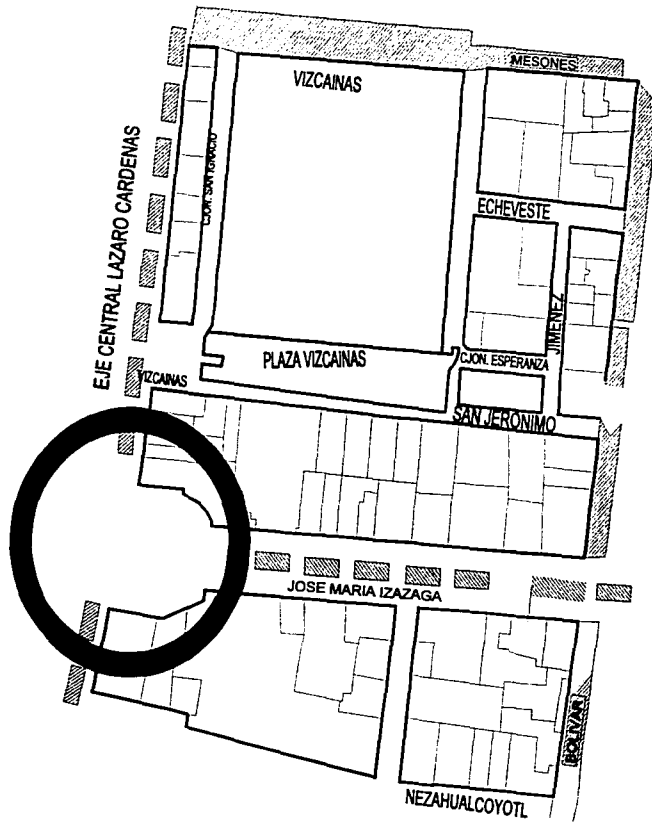 MESONES
VIZCAINAS
EJE CENTRAL LAZARO CARDENAS
CJON. SAN IGNACIO
ECHEVESTE
JIMENEZ
PLAZA VIZCAINAS
CJON. ESPERANZA
VIZCAINAS
SAN JERONIMO
JOSE MARIA IZAZAGA
BOLIVAR
NEZAHUALCOYOTL